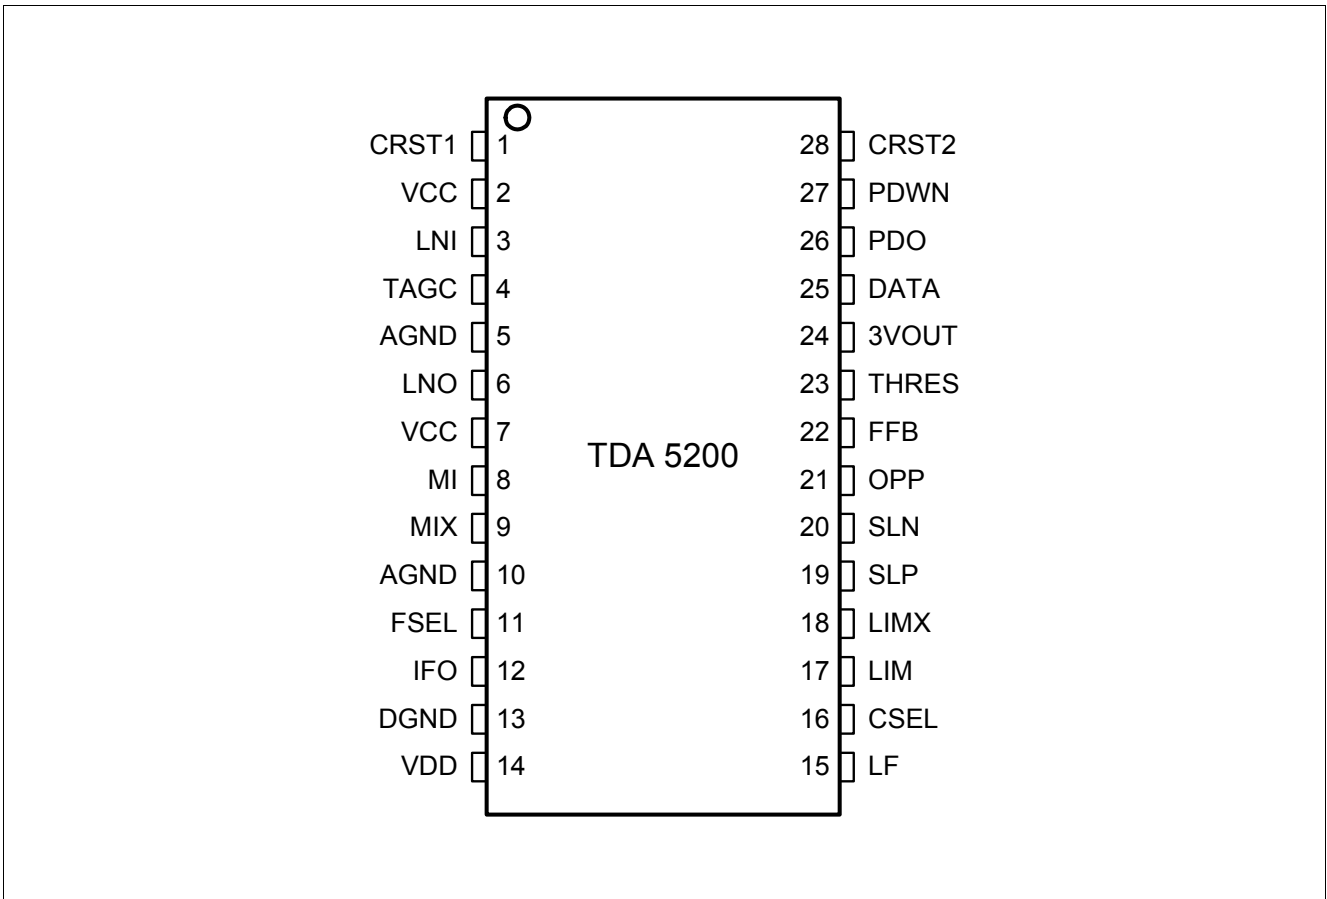 CRST1 1 28 CRST2
VCC 2 27 PDWN
LNI 3 26 PDO
TAGC 4 25 DATA
AGND 5 24 3VOUT
LNO 6 23 THRES
VCC 7 22 FFB
TDA 5200
MI 8 21 OPP
MIX 9 20 SLN
AGND 10 19 SLP
FSEL 11 18 LIMX
IFO 12 17 LIM
DGND 13 16 CSEL
VDD 14 15 LF